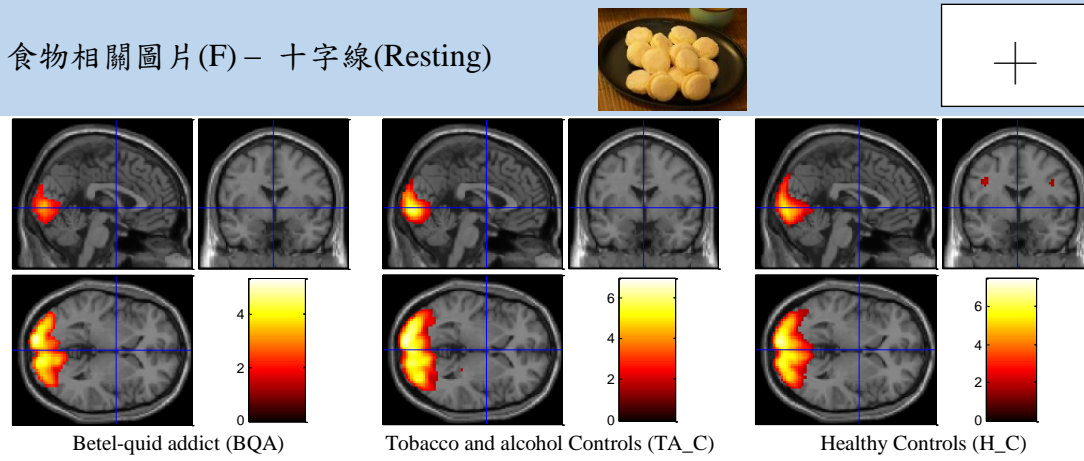 食物相關圖片(F) – 十字線(Resting)
4
2
0
6
4
2
0
6
4
2
0
Betel-quid addict (BQA)
Tobacco and alcohol Controls (TA_C)
Healthy Controls (H_C)